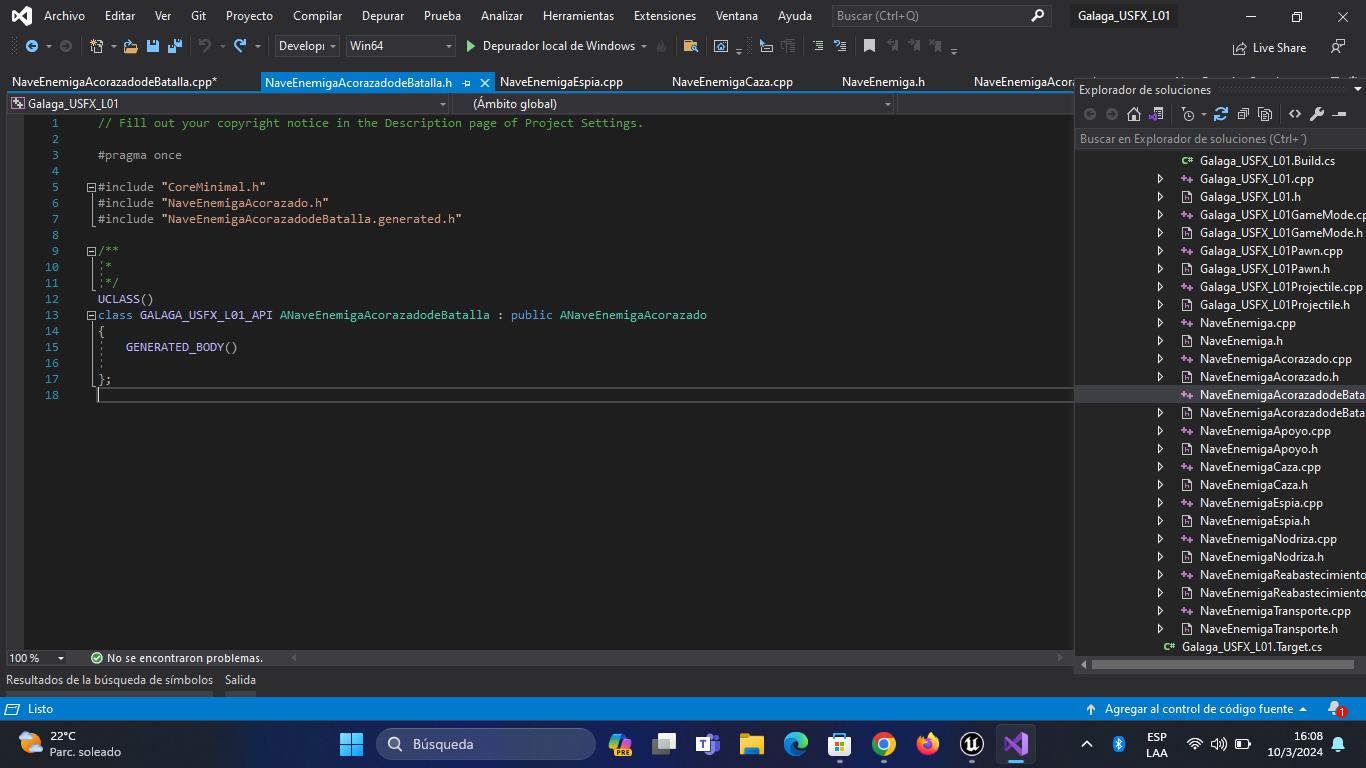 Archivo Editar Ver Git Proyecto Compilar Depurar Prueba Analizar Herramientas Extensiones Ventana Ayuda Buscar (Ctrl+Q) Galaga_USFX_L01
Develop Win64 Depurador local de Windows Live Share
NaveEnemigaAcorazadodeBatalla.cpp* NaveEnemigaAcorazadodeBatalla.h NaveEnemigaEspia.cpp NaveEnemigaCaza.cpp NaveEnemiga.h NaveEnemigaAcora
Galaga_USFX_L01 (Ámbito global)
1 // Fill out your copyright notice in the Description page of Project Settings.
2
3 #pragma once
4
5 #include "CoreMinimal.h"
6 #include "NaveEnemigaAcorazado.h"
7 #include "NaveEnemigaAcorazadodeBatalla.generated.h"
8
9 /**
10 *
11 */
12 UCLASS()
13 class GALAGA_USFX_L01_API ANaveEnemigaAcorazadodeBatalla : public ANaveEnemigaAcorazado
14 {
15 GENERATED_BODY()
16
17 };
18
100 % No se encontraron problemas.
Resultados de la búsqueda de símbolos Salida
Explorador de soluciones
Buscar en Explorador de soluciones (Ctrl+´)
Galaga_USFX_L01.Build.cs
Galaga_USFX_L01.cpp
Galaga_USFX_L01.h
Galaga_USFX_L01GameMode.cp
Galaga_USFX_L01GameMode.h
Galaga_USFX_L01Pawn.cpp
Galaga_USFX_L01Pawn.h
Galaga_USFX_L01Projectile.cpp
Galaga_USFX_L01Projectile.h
NaveEnemiga.cpp
NaveEnemiga.h
NaveEnemigaAcorazado.cpp
NaveEnemigaAcorazado.h
NaveEnemigaAcorazadodeBata
NaveEnemigaAcorazadodeBata
NaveEnemigaApoyo.cpp
NaveEnemigaApoyo.h
NaveEnemigaCaza.cpp
NaveEnemigaCaza.h
NaveEnemigaEspia.cpp
NaveEnemigaEspia.h
NaveEnemigaNodriza.cpp
NaveEnemigaNodriza.h
NaveEnemigaReabastecimiento
NaveEnemigaReabastecimiento
NaveEnemigaTransporte.cpp
NaveEnemigaTransporte.h
Galaga_USFX_L01.Target.cs
Listo Agregar al control de código fuente 1
22°C
Parc. soleado
Búsqueda
PRE
ESP
LAA
16:08
10/3/2024